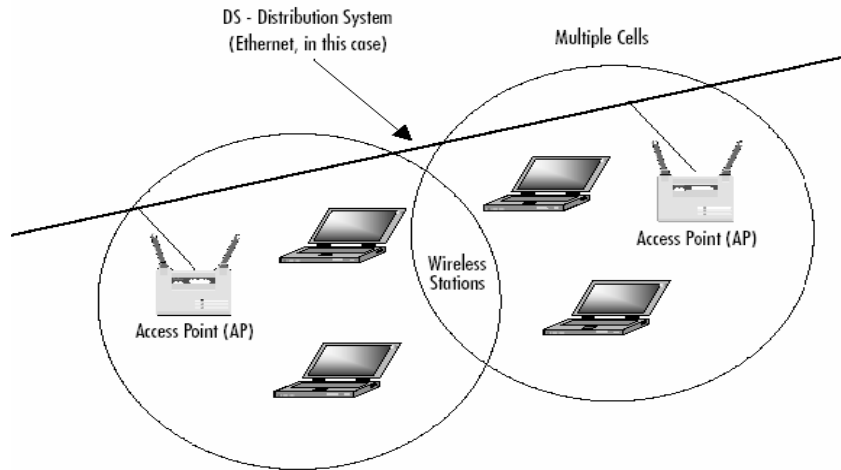 DS - Distribution System
(Ethernet, in this case)
Multiple Cells
Access Point (AP)
Wireless
Stations
Access Point (AP)